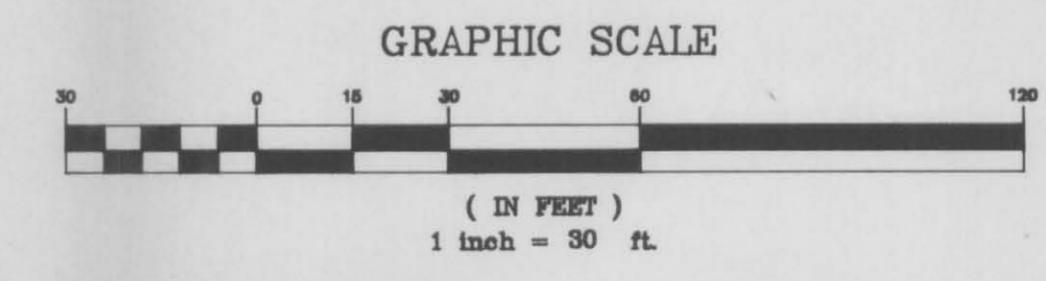 GRAPHIC SCALE
30 0 15 30 60 120
( IN FEET )
1 inch = 30 ft.